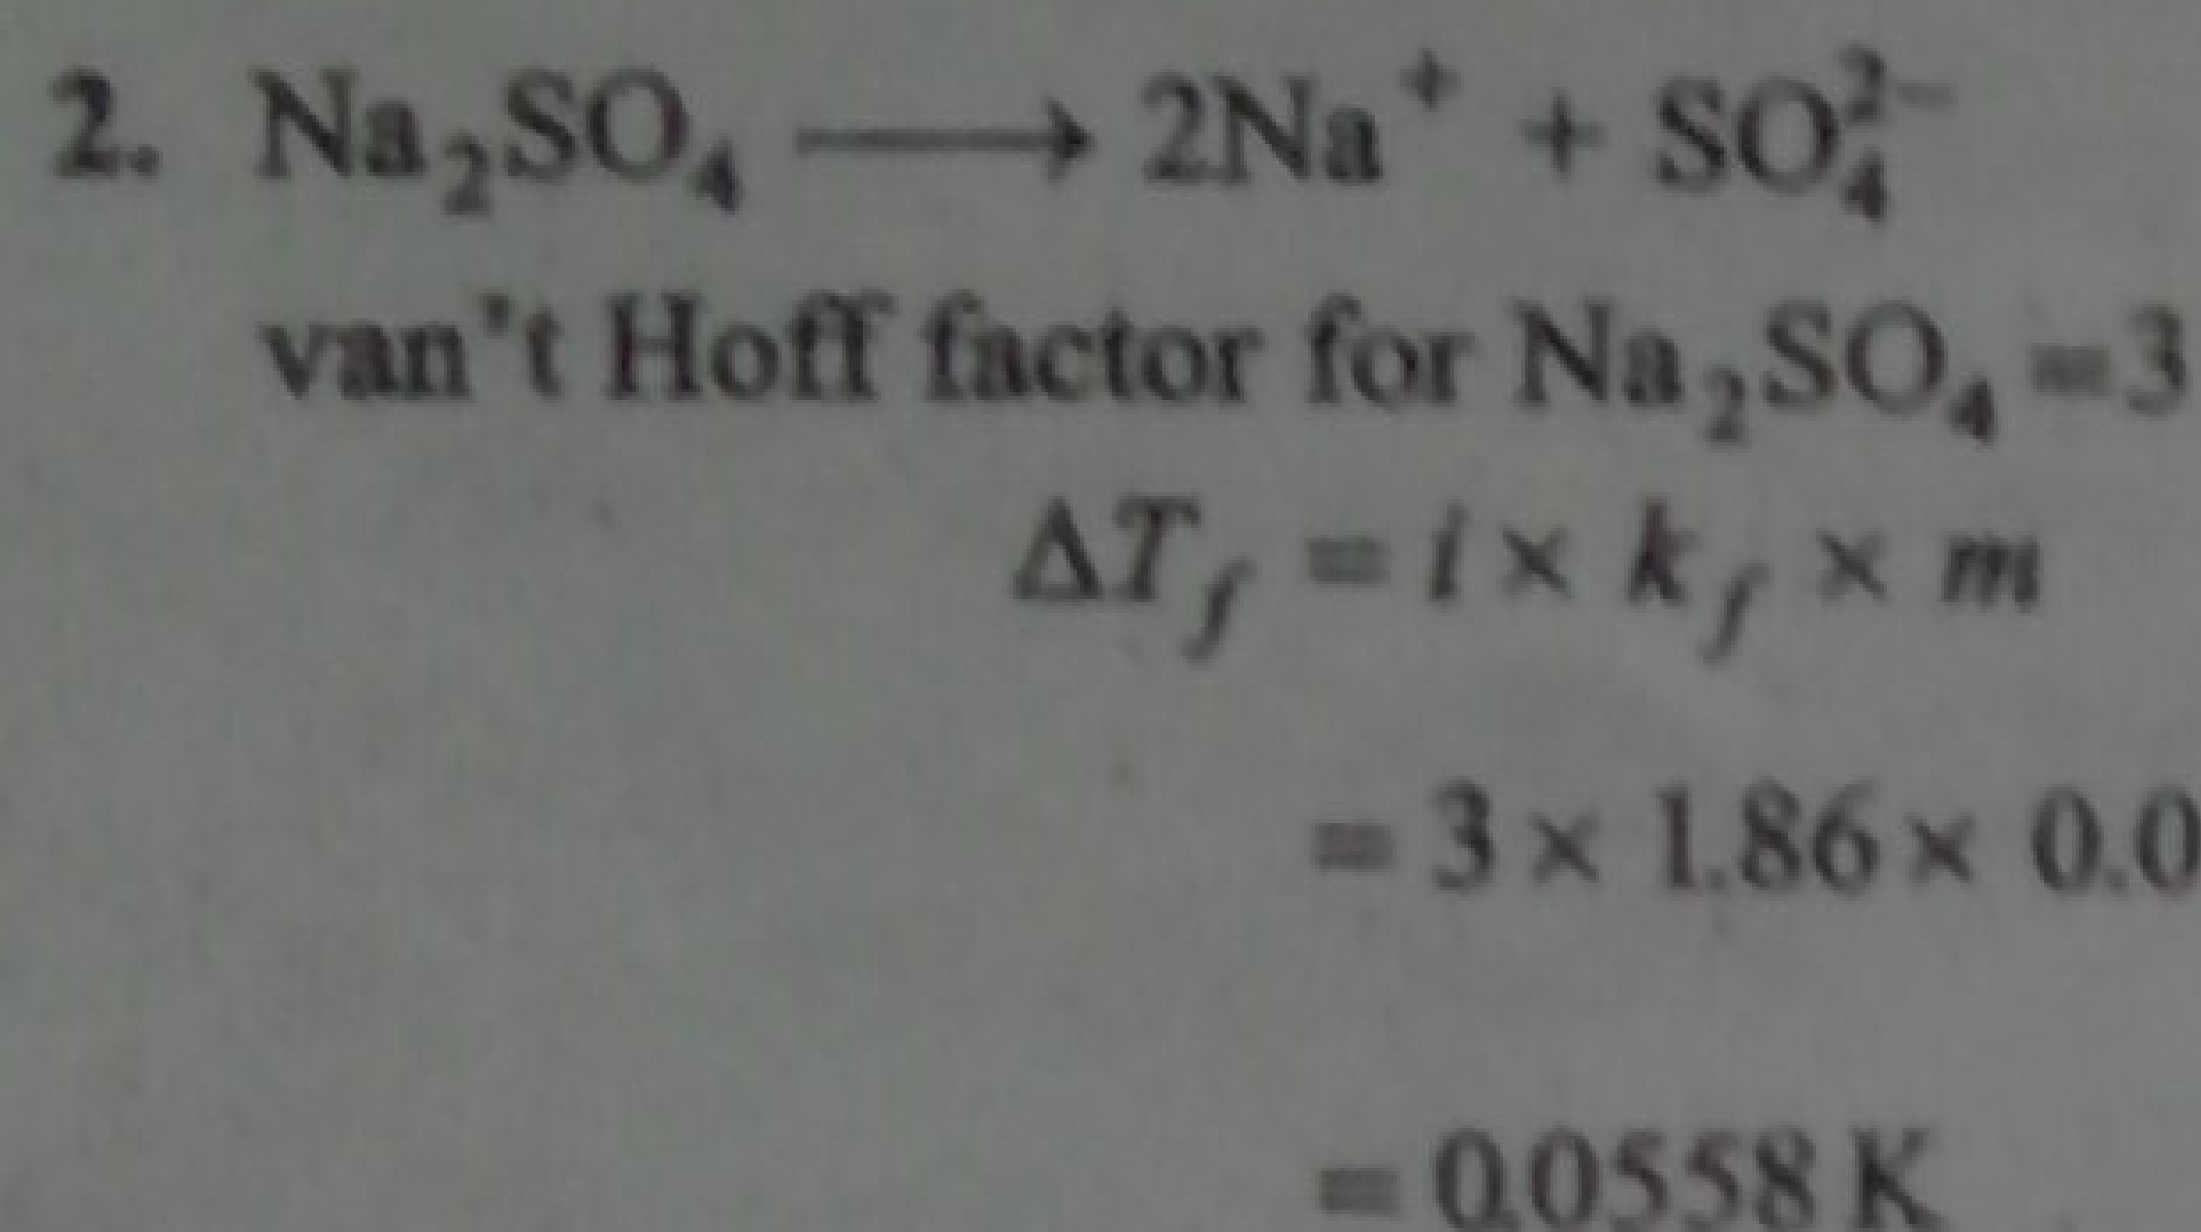 2. Na₂SO₄ ⟶ 2Na⁺ + SO₄²⁻
van't Hoff factor for Na₂SO₄ = 3
ΔT_f = i × k_f × m
= 3 × 1.86 × 0.0
= 0.0558 K